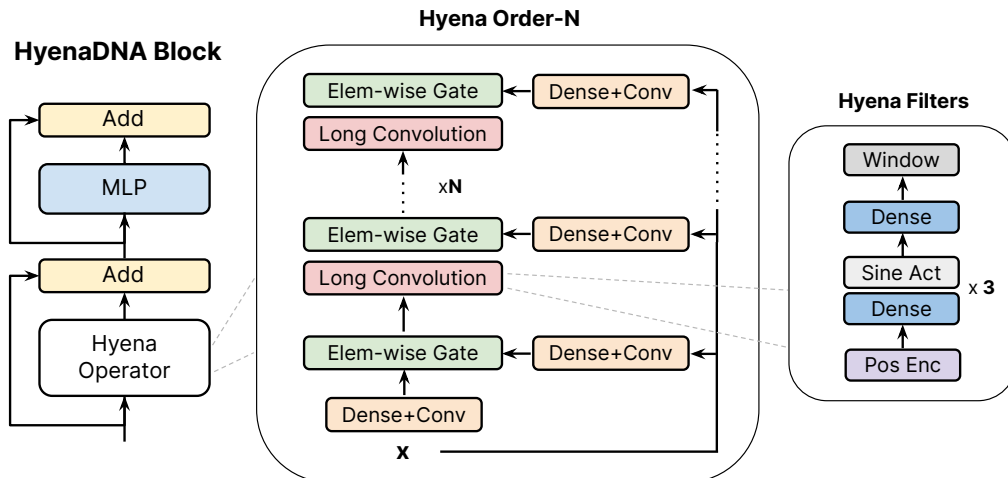 HyenaDNA Block
Add
MLP
Add
Hyena
Operator
Hyena Order-N
Elem-wise Gate
Dense+Conv
Long Convolution
xN
Elem-wise Gate
Dense+Conv
Long Convolution
Elem-wise Gate
Dense+Conv
Dense+Conv
x
Hyena Filters
Window
Dense
Sine Act
x 3
Dense
Pos Enc